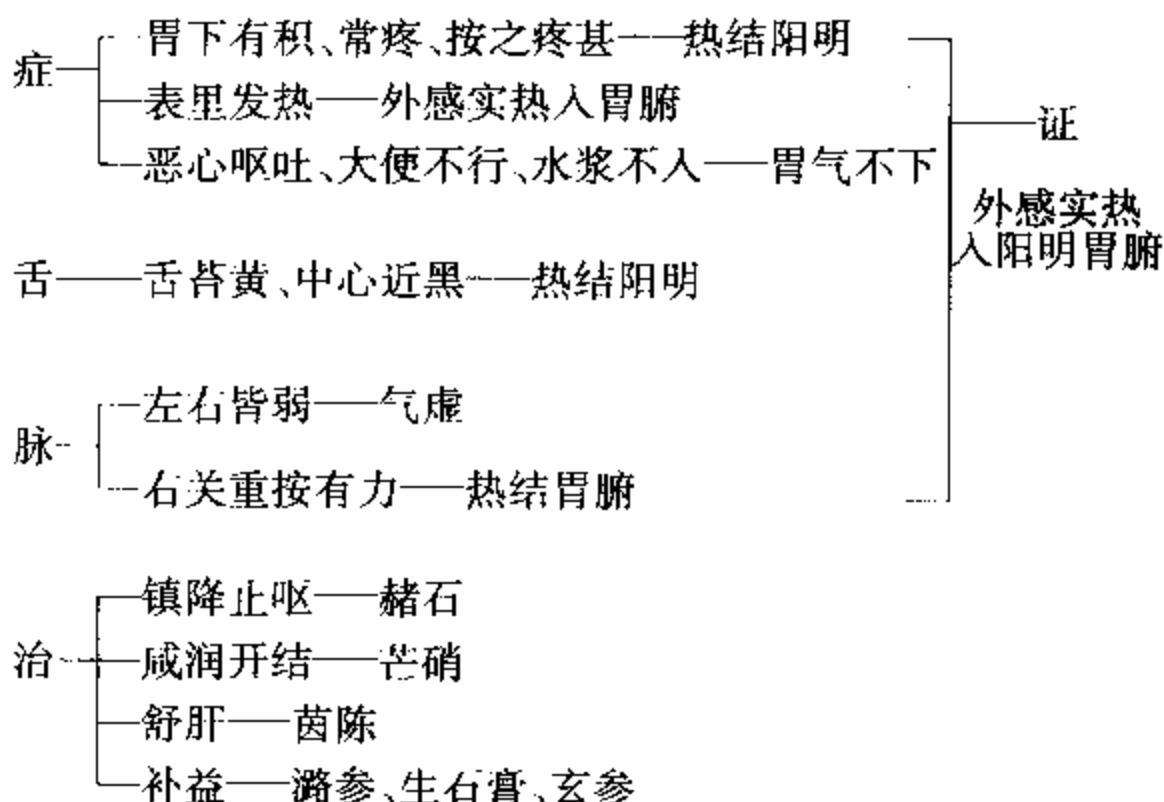 胃下有积、常疼、按之疼甚——热结阳明
症
表里发热——外感实热入胃腑
证
恶心呕吐、大便不行、水浆不入——胃气不下
外感实热
入阳明胃腑
舌——舌苔黄、中心近黑——热结阳明
左右皆弱——气虚
脉
右关重按有力——热结胃腑
镇降止呕——赭石
治
咸润开结——芒硝
舒肝——茵陈
补益——潞参、生石膏、玄参